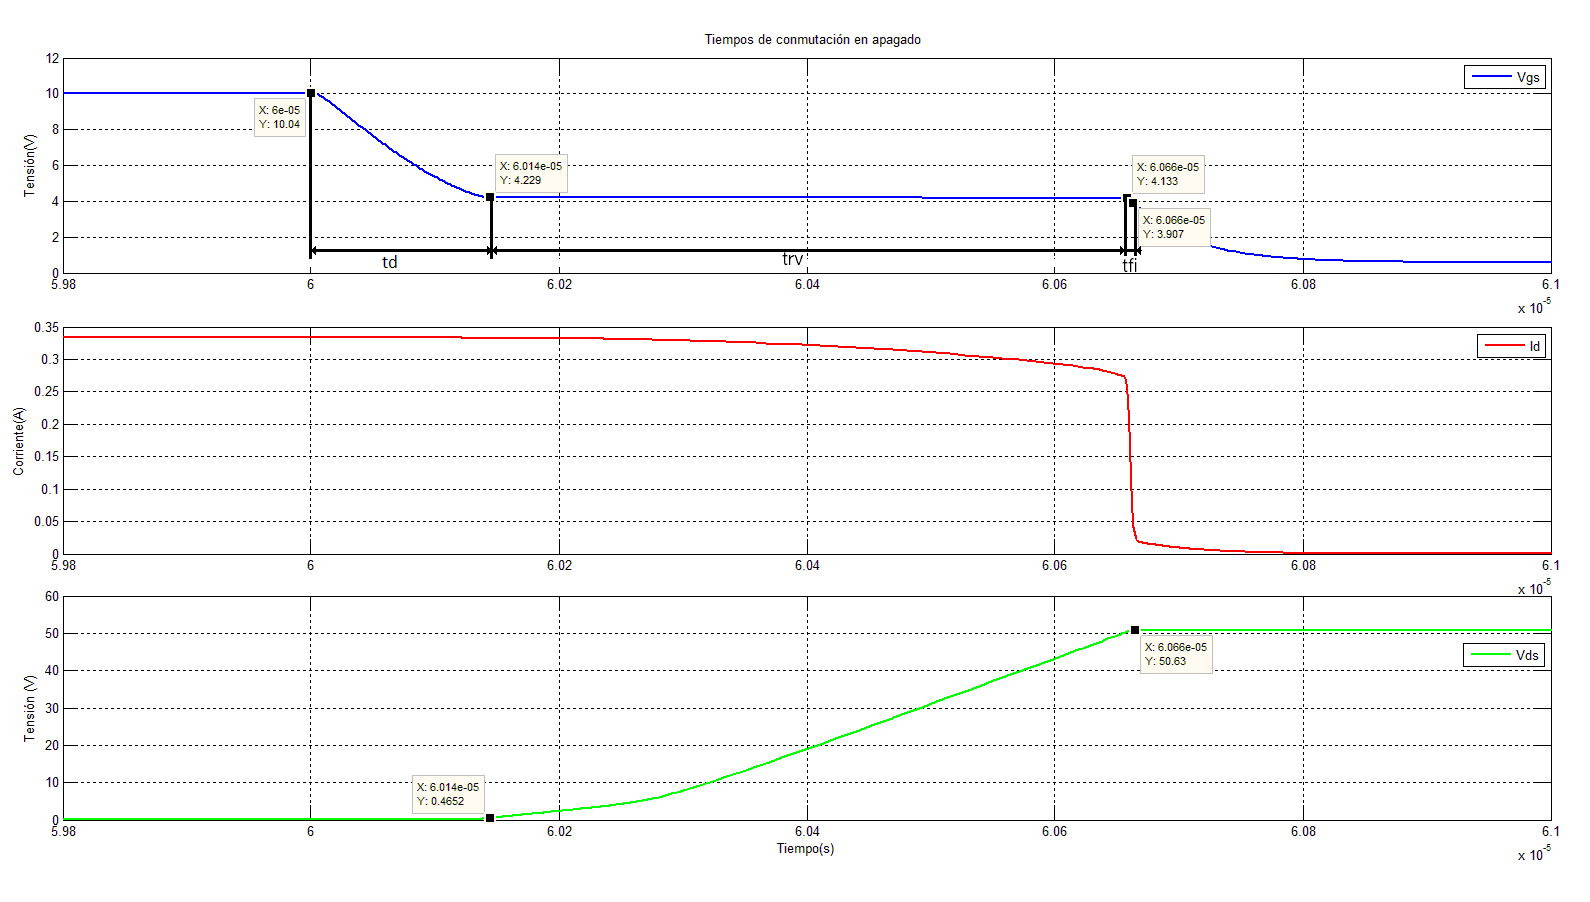 Tiempos de conmutación en apagado
12
10
8
6
4
2
0
Tensión(V)
Vgs
X: 6e-05
Y: 10.04
X: 6.014e-05
Y: 4.229
X: 6.066e-05
Y: 4.133
X: 6.066e-05
Y: 3.907
td
trv
tfi
5.98 6 6.02 6.04 6.06 6.08 6.1
x 10-5
0.35
0.3
0.25
0.2
0.15
0.1
0.05
0
Corriente(A)
Id
5.98 6 6.02 6.04 6.06 6.08 6.1
x 10-5
60
50
40
30
20
10
0
Tensión (V)
Vds
X: 6.066e-05
Y: 50.63
X: 6.014e-05
Y: 0.4652
5.98 6 6.02 6.04 6.06 6.08 6.1
Tiempo(s)
x 10-5